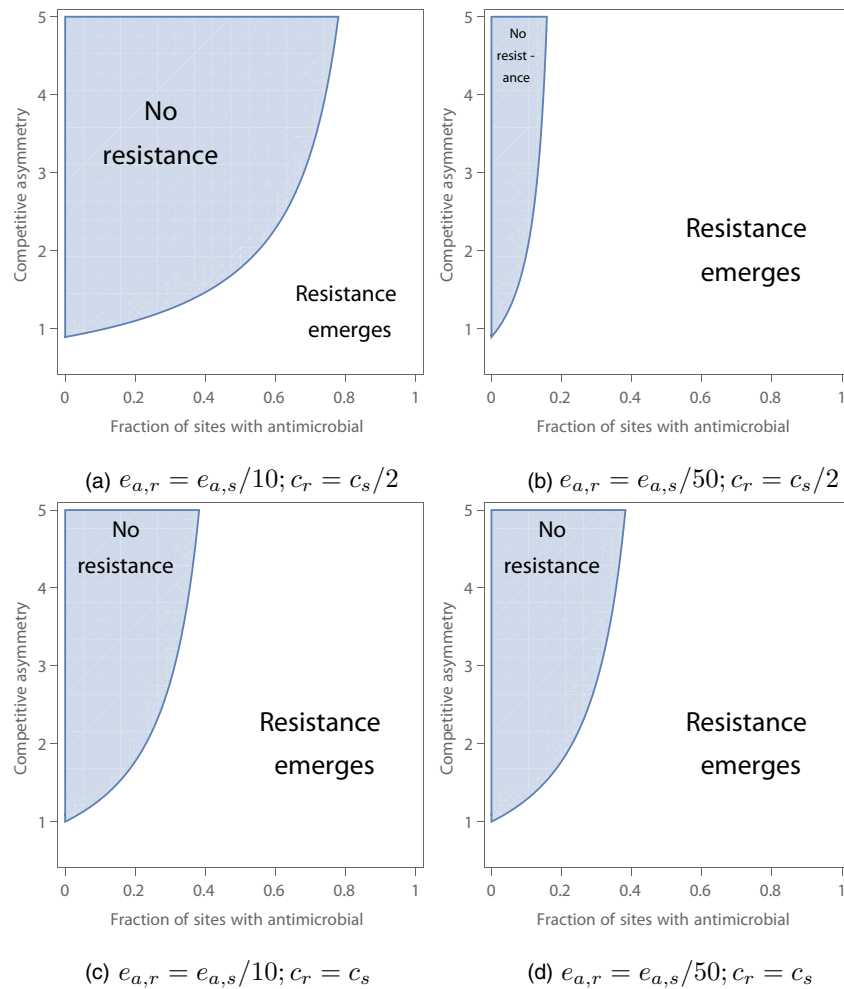 5
4
3
2
1
Competitive asymmetry
No
resistance
Resistance
emerges
0 0.2 0.4 0.6 0.8 1
Fraction of sites with antimicrobial
(a) e_{a,r} = e_{a,s}/10; c_r = c_s/2
5
4
3
2
1
Competitive asymmetry
No
resist -
ance
Resistance
emerges
0 0.2 0.4 0.6 0.8 1
Fraction of sites with antimicrobial
(b) e_{a,r} = e_{a,s}/50; c_r = c_s/2
5
4
3
2
1
Competitive asymmetry
No
resistance
Resistance
emerges
0 0.2 0.4 0.6 0.8 1
Fraction of sites with antimicrobial
(c) e_{a,r} = e_{a,s}/10; c_r = c_s
5
4
3
2
1
Competitive asymmetry
No
resistance
Resistance
emerges
0 0.2 0.4 0.6 0.8 1
Fraction of sites with antimicrobial
(d) e_{a,r} = e_{a,s}/50; c_r = c_s